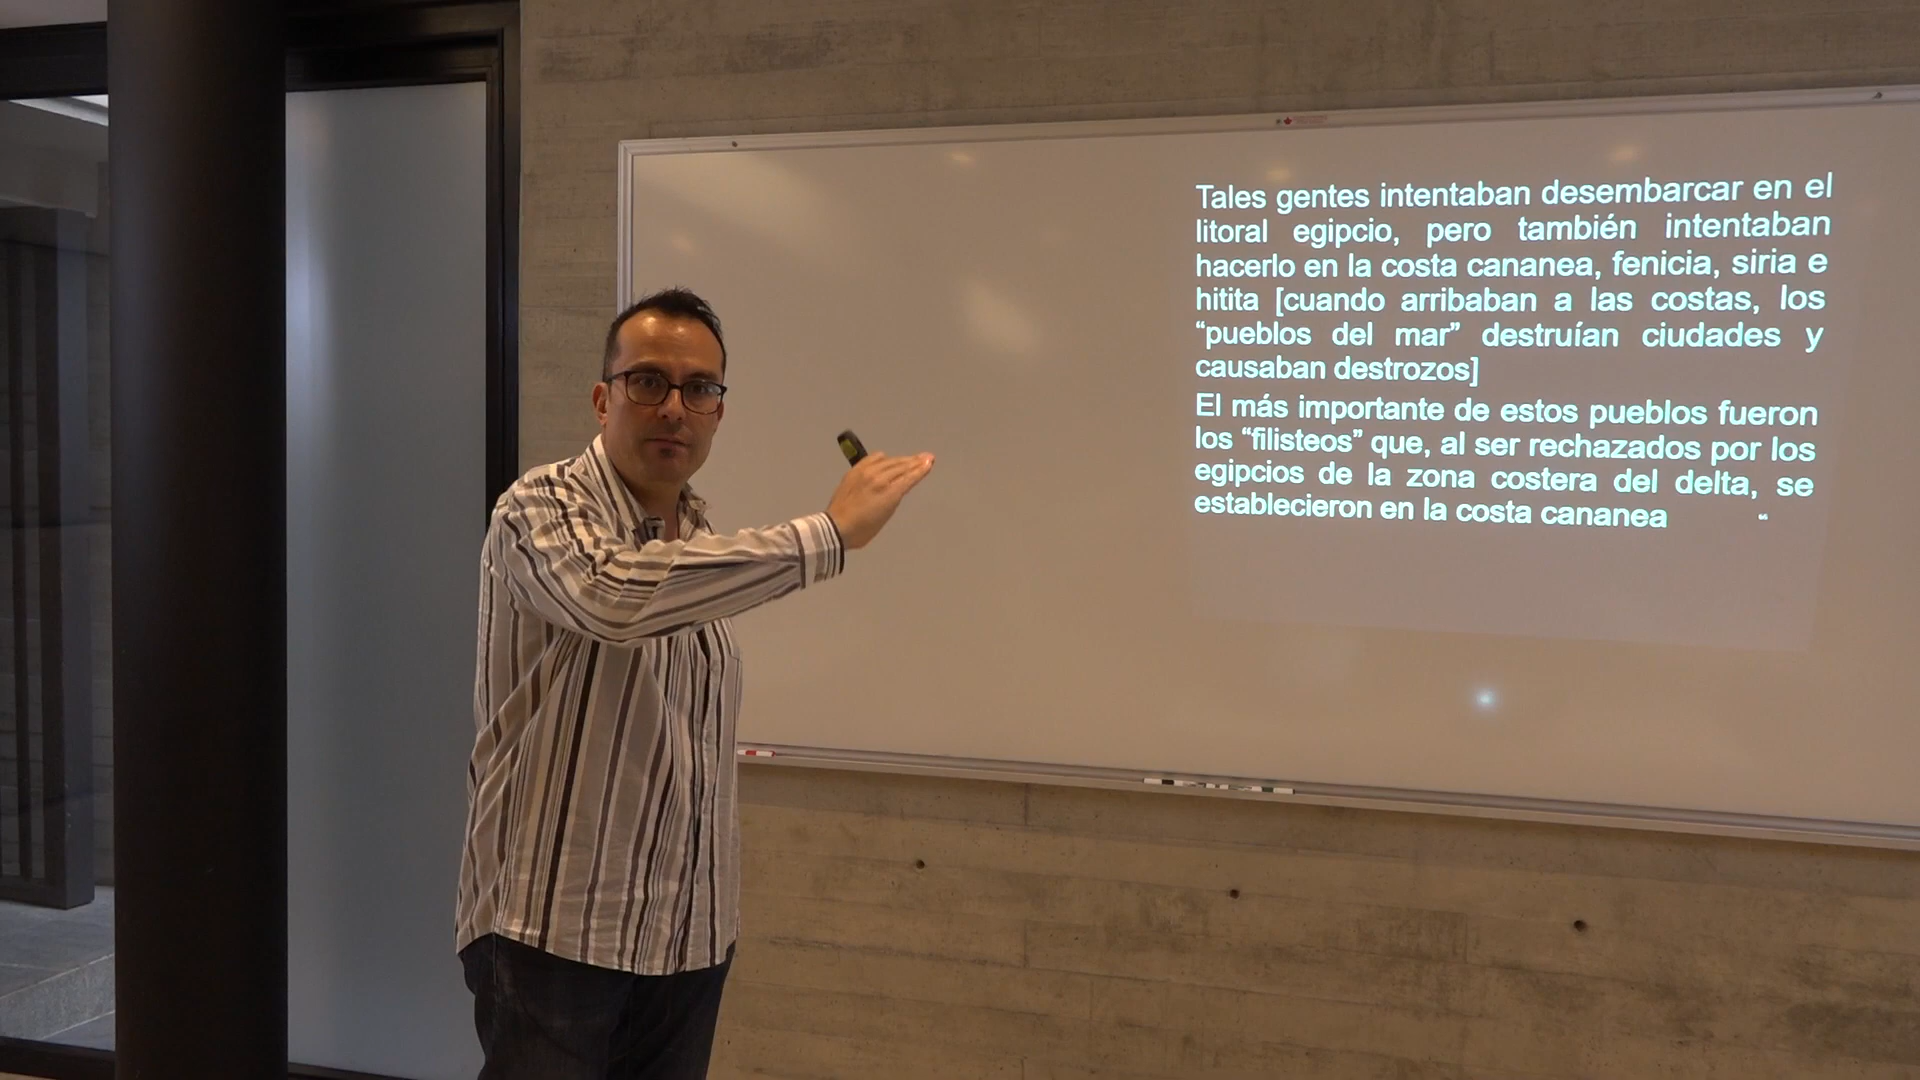 Tales gentes intentaban desembarcar en el
litoral egipcio, pero también intentaban
hacerlo en la costa cananea, fenicia, siria e
hitita [cuando arribaban a las costas, los
“pueblos del mar” destruían ciudades y
causaban destrozos]
El más importante de estos pueblos fueron
los “filisteos” que, al ser rechazados por los
egipcios de la zona costera del delta, se
establecieron en la costa cananea “